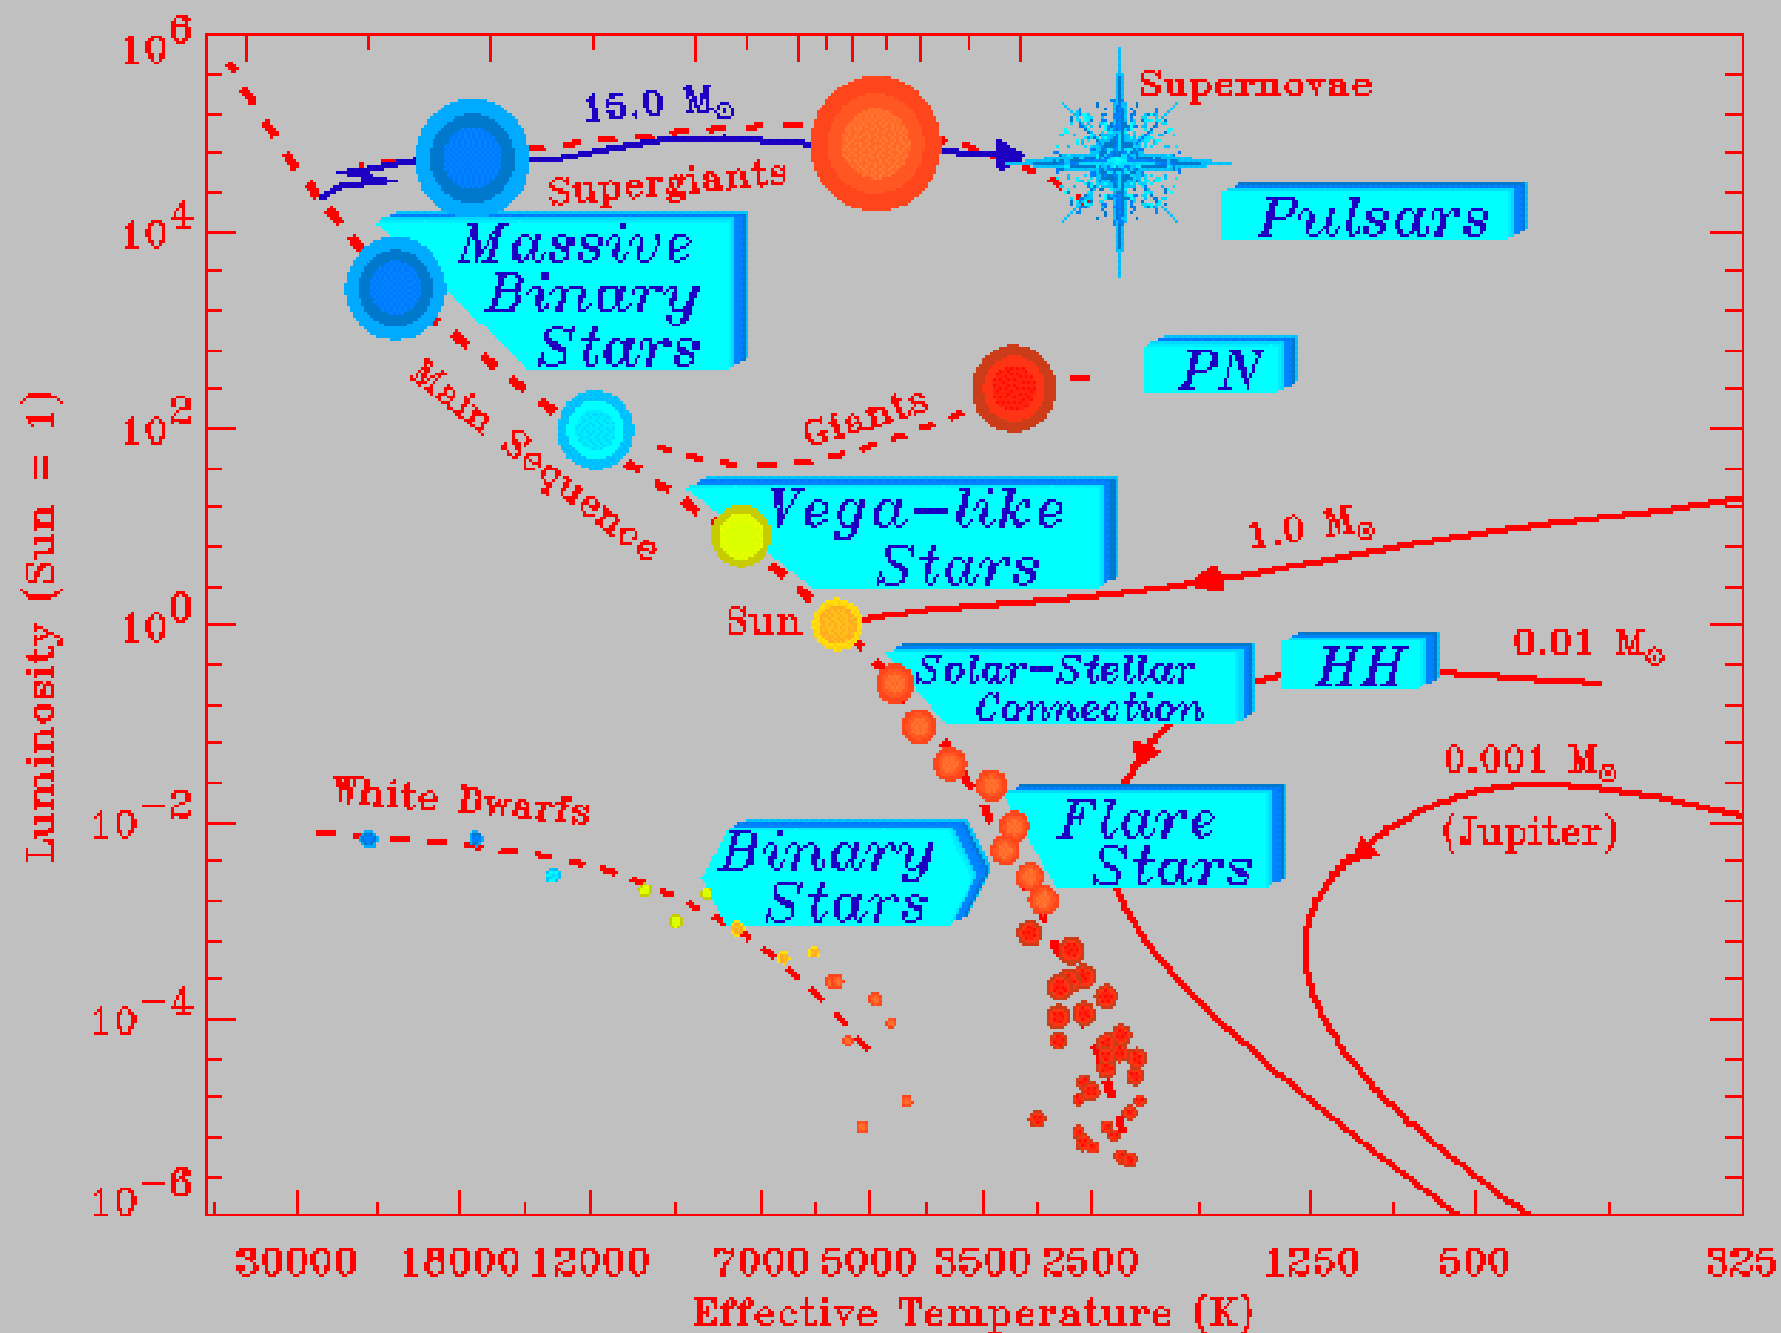 10⁶
10⁴
10²
10⁰
10⁻²
10⁻⁴
10⁻⁶
Luminosity (Sun = 1)
15.0 M☉
Supernovae
Supergiants
Pulsars
Massive
Binary
Stars
PN
Main Sequence
Giants
Vega-like
Stars
1.0 M☉
Sun
Solar-Stellar
Connection
HH
0.01 M☉
0.001 M☉
(Jupiter)
White Dwarfs
Binary
Stars
Flare
Stars
30000 18000 12000 7000 5000 3500 2500 1250 500 325
Effective Temperature (K)